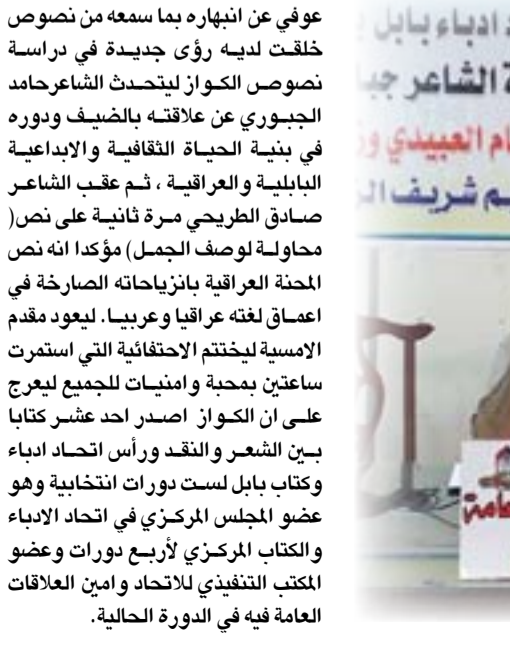 عوفي عن انبهاره بما سمعه من نصوص
خلقت لديه رؤى جديدة في دراسة
نصوص الكواز ليتحدث الشاعرحامد
الجبوري عن علاقته بالضيف ودوره
في بنية الحياة الثقافية والابداعية
البابلية والعراقية ، ثم عقب الشاعر
صادق الطريحي مرة ثانية على نص(
محاولة لوصف الجمل) مؤكدا انه نص
المحنة العراقية بانزياحاته الصارخة في
اعماق لغته عراقيا وعربيا. ليعود مقدم
الامسية ليختتم الاحتفائية التي استمرت
ساعتين بمحبة وامنيات للجميع ليعرج
على ان الكواز اصدر احد عشر كتابا
بين الشعر والنقد ورأس اتحاد ادباء
وكتاب بابل لست دورات انتخابية وهو
عضو المجلس المركزي في اتحاد الادباء
والكتاب المركزي لأربع دورات وعضو
المكتب التنفيذي للاتحاد وامين العلاقات
العامة فيه في الدورة الحالية.
ادباء بابل
الشاعر
العبيدي
شريف